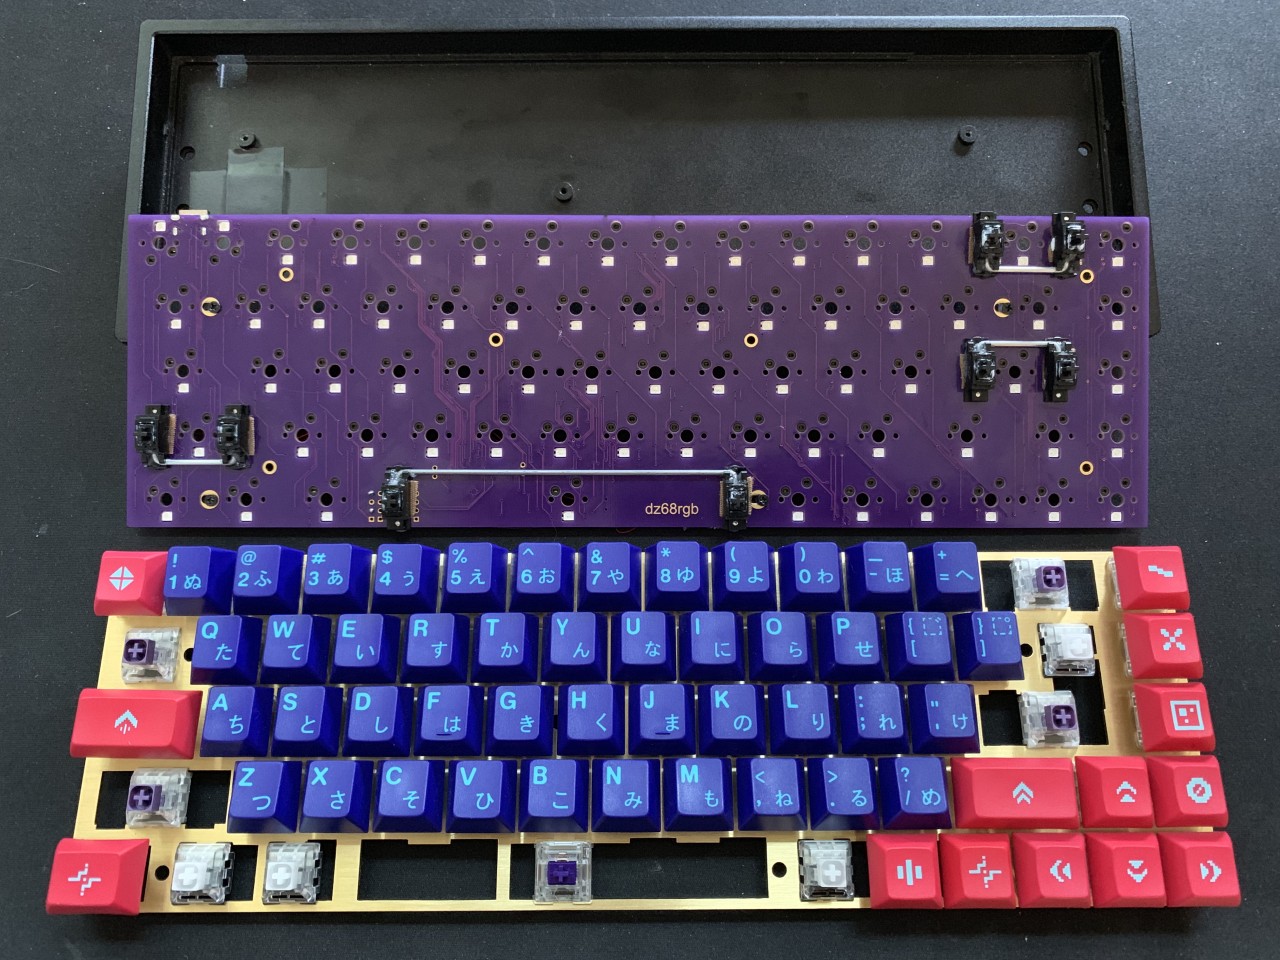 dz68rgb
! @ # $ % ^ & * ( ) _ +
1ぬ 2ふ 3あ 4う 5え 6お 7や 8ゆ 9よ 0わ -ほ =へ
Q W E R T Y U I O P { ゛ } ゜
た て い す か ん な に ら せ [ ]
A S D F G H J K L : "
ち と し は き く ま の り ;れ 'け
Z X C V B N M < > ?
つ さ そ ひ こ み も ,ね .る /め